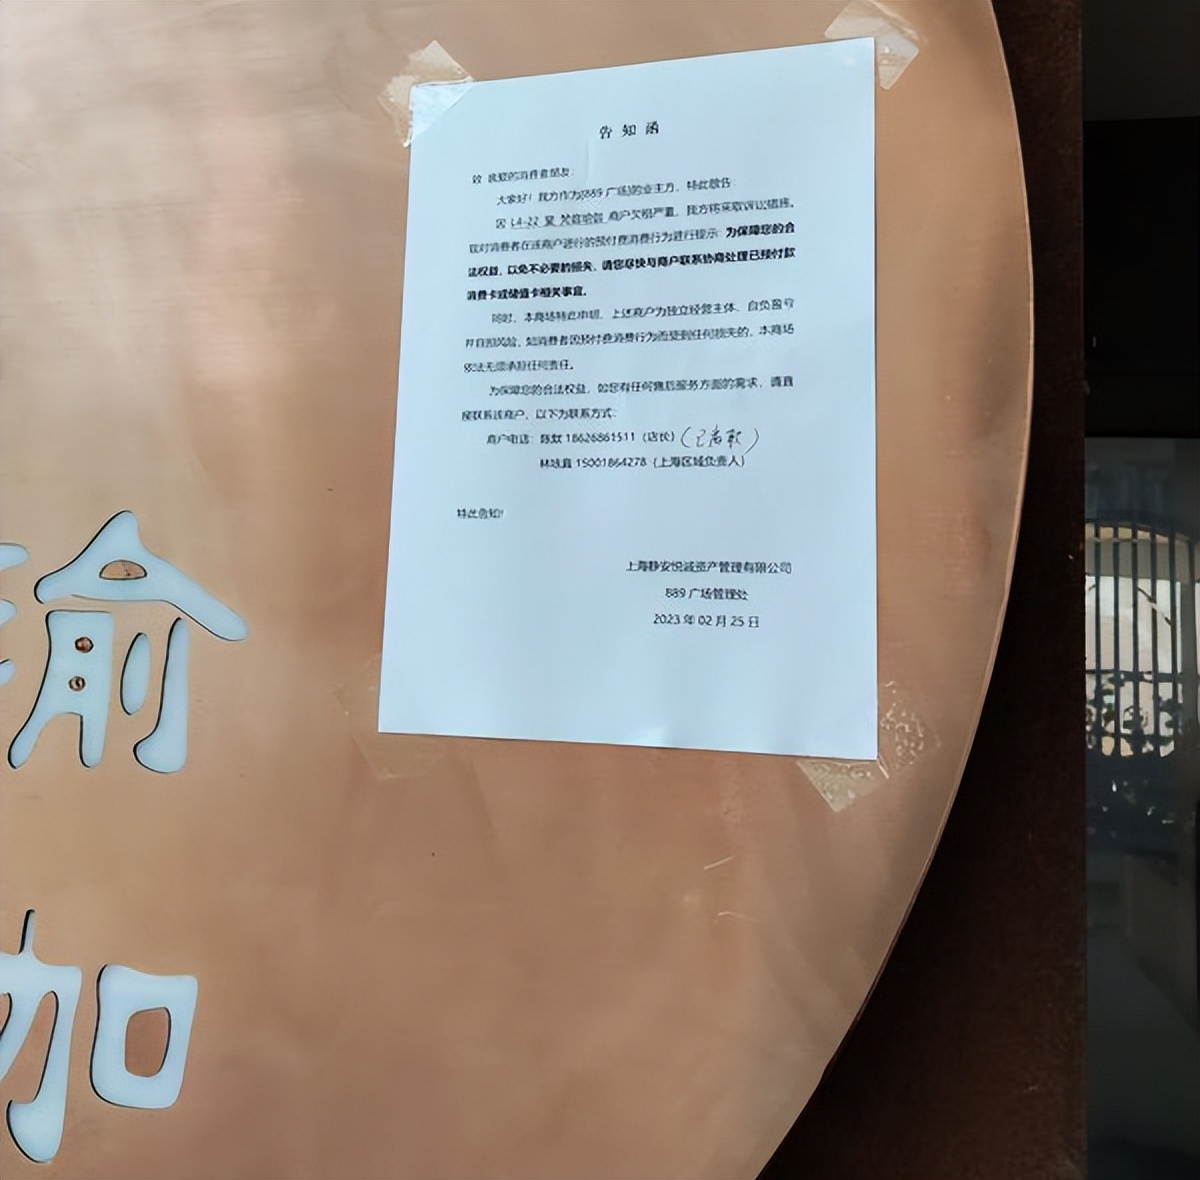 告知函
致 亲爱的消费者朋友：
大家好！我方作为889广场的业主方，特此敬告：
因 L4-22 梵音瑜伽 商户欠租严重，我方将采取诉讼措施。
现对消费者在该商户进行的预付费消费行为进行提示：为保障您的合
法权益，以免不必要的损失，请您尽快与商户联系协商处理已预付款
消费卡或储值卡相关事宜。
同时，本商场特此申明，上述商户为独立经营主体，自负盈亏
并自担风险，如消费者因预付费消费行为而受到任何损失的，本商场
依法无须承担任何责任。
为保障您的合法权益，如您有任何售后服务方面的需求，请直
接联系该商户，以下为联系方式：
商户电话：陈默 18626861511（店长）（已离职）
15001864278（上海区域负责人）
特此告知！
上海静安悦诚资产管理有限公司
889 广场管理处
2023 年 02 月 25 日
瑜
伽